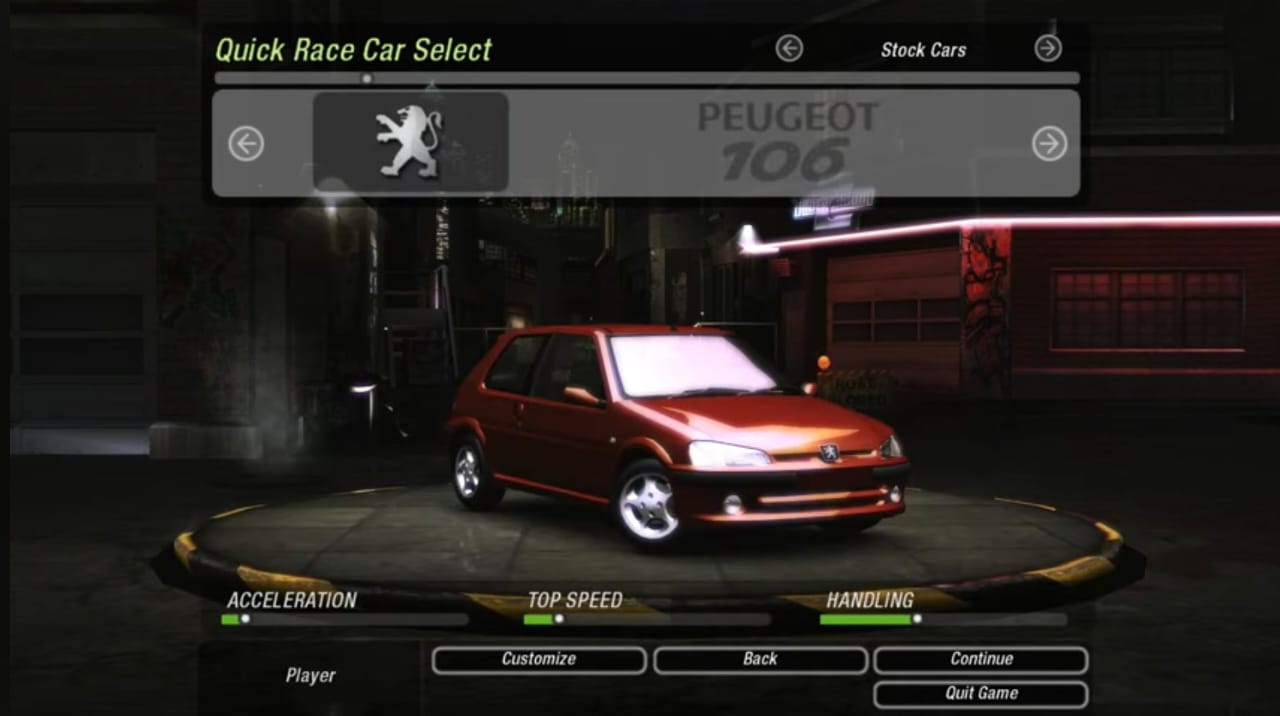 Quick Race Car Select
Stock Cars
PEUGEOT
106
ACCELERATION
TOP SPEED
HANDLING
Customize
Back
Continue
Player
Quit Game